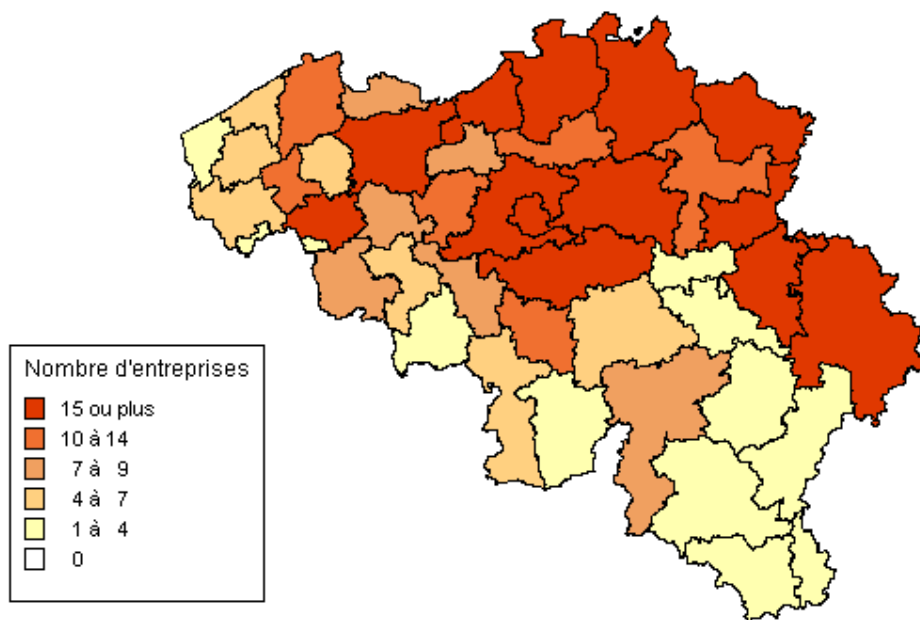 Nombre d'entreprises
15 ou plus
10 à 14
7 à 9
4 à 7
1 à 4
0